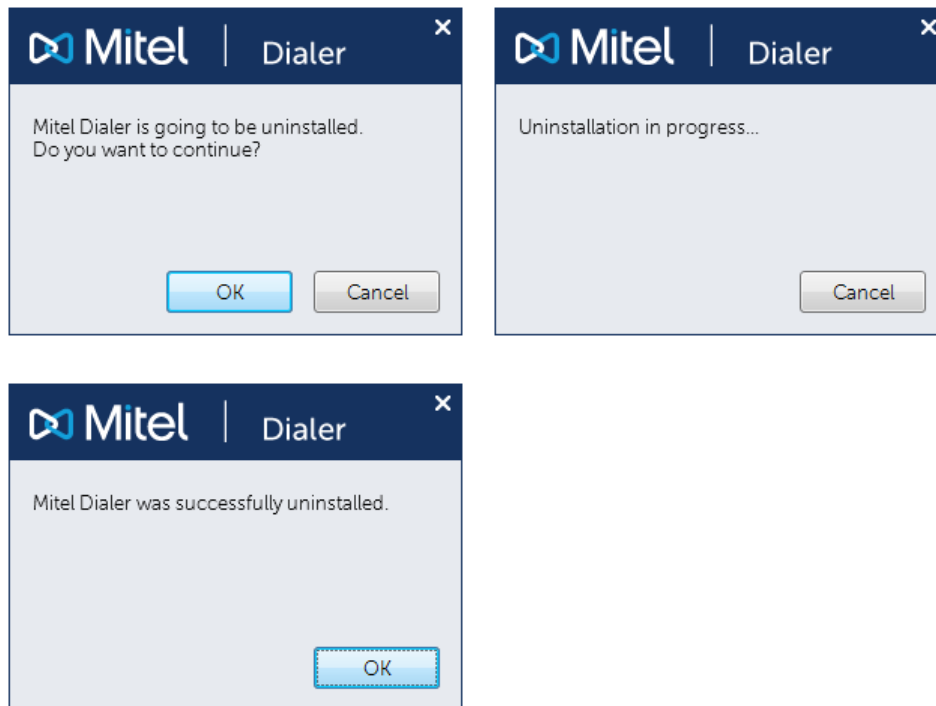 Mitel | Dialer
Mitel Dialer is going to be uninstalled.
Do you want to continue?
OK
Cancel
Mitel | Dialer
Uninstallation in progress...
Cancel
Mitel | Dialer
Mitel Dialer was successfully uninstalled.
OK